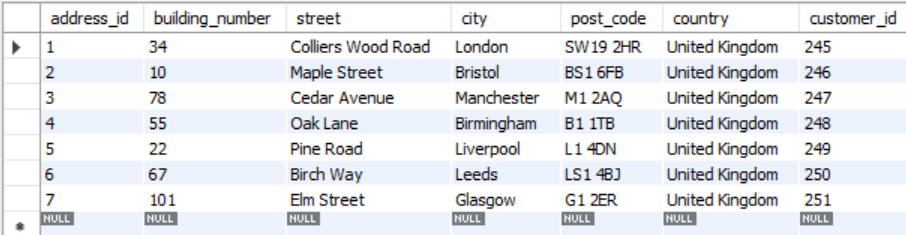 address_id building_number street city post_code country customer_id
1 34 Colliers Wood Road London SW19 2HR United Kingdom 245
2 10 Maple Street Bristol BS1 6FB United Kingdom 246
3 78 Cedar Avenue Manchester M1 2AQ United Kingdom 247
4 55 Oak Lane Birmingham B1 1TB United Kingdom 248
5 22 Pine Road Liverpool L1 4DN United Kingdom 249
6 67 Birch Way Leeds LS1 4BJ United Kingdom 250
7 101 Elm Street Glasgow G1 2ER United Kingdom 251
NULL NULL NULL NULL NULL NULL NULL